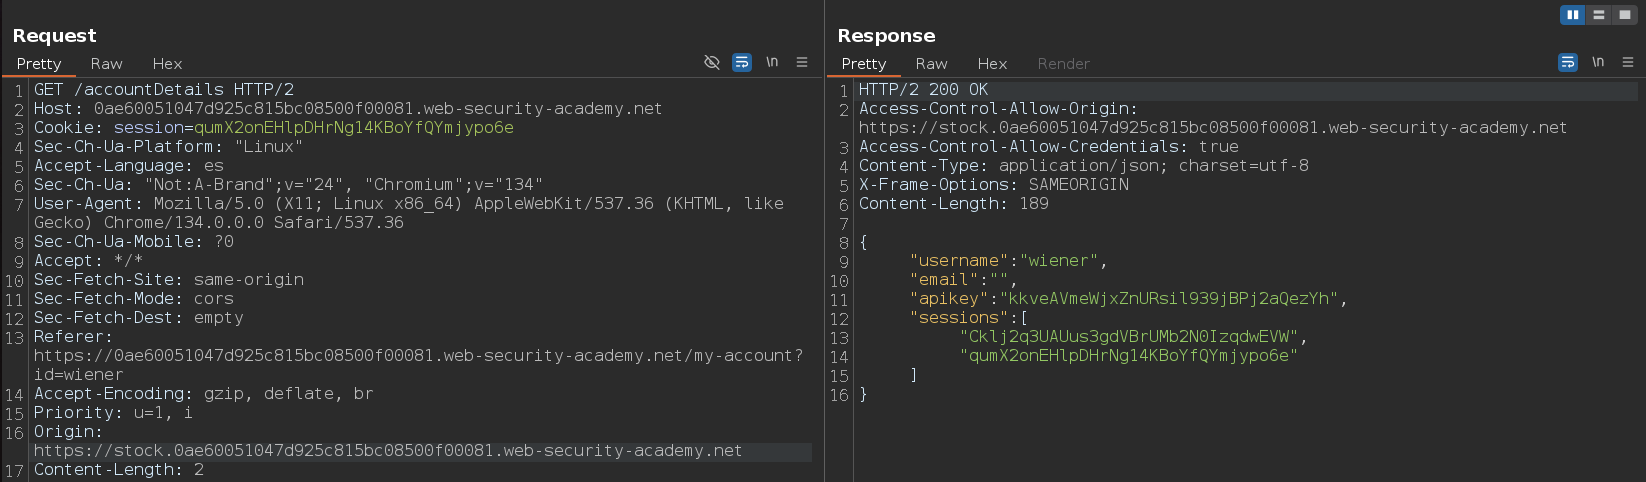 Request
Pretty Raw Hex
\n
1 GET /accountDetails HTTP/2
2 Host: 0ae60051047d925c815bc08500f00081.web-security-academy.net
3 Cookie: session=qumX2onEHlpDHrNg14KBoYfQYmjypo6e
4 Sec-Ch-Ua-Platform: "Linux"
5 Accept-Language: es
6 Sec-Ch-Ua: "Not:A-Brand";v="24", "Chromium";v="134"
7 User-Agent: Mozilla/5.0 (X11; Linux x86_64) AppleWebKit/537.36 (KHTML, like
Gecko) Chrome/134.0.0.0 Safari/537.36
8 Sec-Ch-Ua-Mobile: ?0
9 Accept: */*
10 Sec-Fetch-Site: same-origin
11 Sec-Fetch-Mode: cors
12 Sec-Fetch-Dest: empty
13 Referer:
https://0ae60051047d925c815bc08500f00081.web-security-academy.net/my-account?
id=wiener
14 Accept-Encoding: gzip, deflate, br
15 Priority: u=1, i
16 Origin:
https://stock.0ae60051047d925c815bc08500f00081.web-security-academy.net
17 Content-Length: 2
Response
Pretty Raw Hex Render
\n
1 HTTP/2 200 OK
2 Access-Control-Allow-Origin:
https://stock.0ae60051047d925c815bc08500f00081.web-security-academy.net
3 Access-Control-Allow-Credentials: true
4 Content-Type: application/json; charset=utf-8
5 X-Frame-Options: SAMEORIGIN
6 Content-Length: 189
7
8 {
9 "username":"wiener",
10 "email":"",
11 "apikey":"kkveAVmeWjxZnURsil939jBPj2aQezYh",
12 "sessions":[
13 "Cklj2q3UAUus3gdVBrUMb2N0IzqdwEVW",
14 "qumX2onEHlpDHrNg14KBoYfQYmjypo6e"
15 ]
16 }